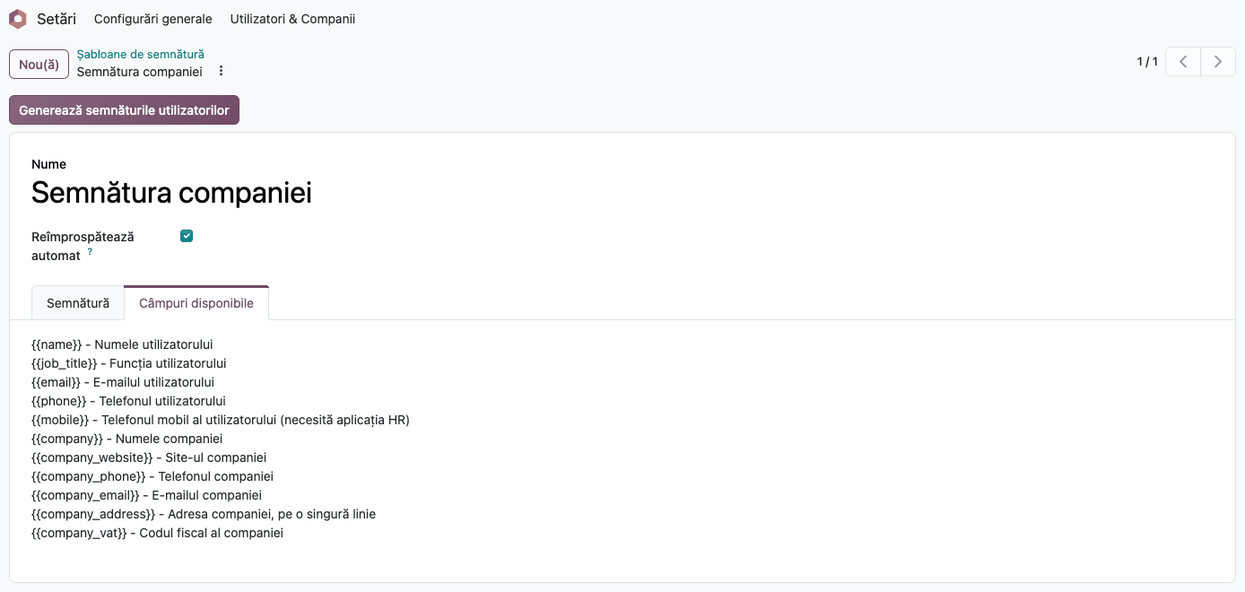 Setări Configurări generale Utilizatori & Companii
Nou(ă)
Șabloane de semnătură
Semnătura companiei
1 / 1
Generează semnăturile utilizatorilor
Nume
Semnătura companiei
Reîmprospătează
automat ?
Semnătură Câmpuri disponibile
{{name}} - Numele utilizatorului
{{job_title}} - Funcția utilizatorului
{{email}} - E-mailul utilizatorului
{{phone}} - Telefonul utilizatorului
{{mobile}} - Telefonul mobil al utilizatorului (necesită aplicația HR)
{{company}} - Numele companiei
{{company_website}} - Site-ul companiei
{{company_phone}} - Telefonul companiei
{{company_email}} - E-mailul companiei
{{company_address}} - Adresa companiei, pe o singură linie
{{company_vat}} - Codul fiscal al companiei